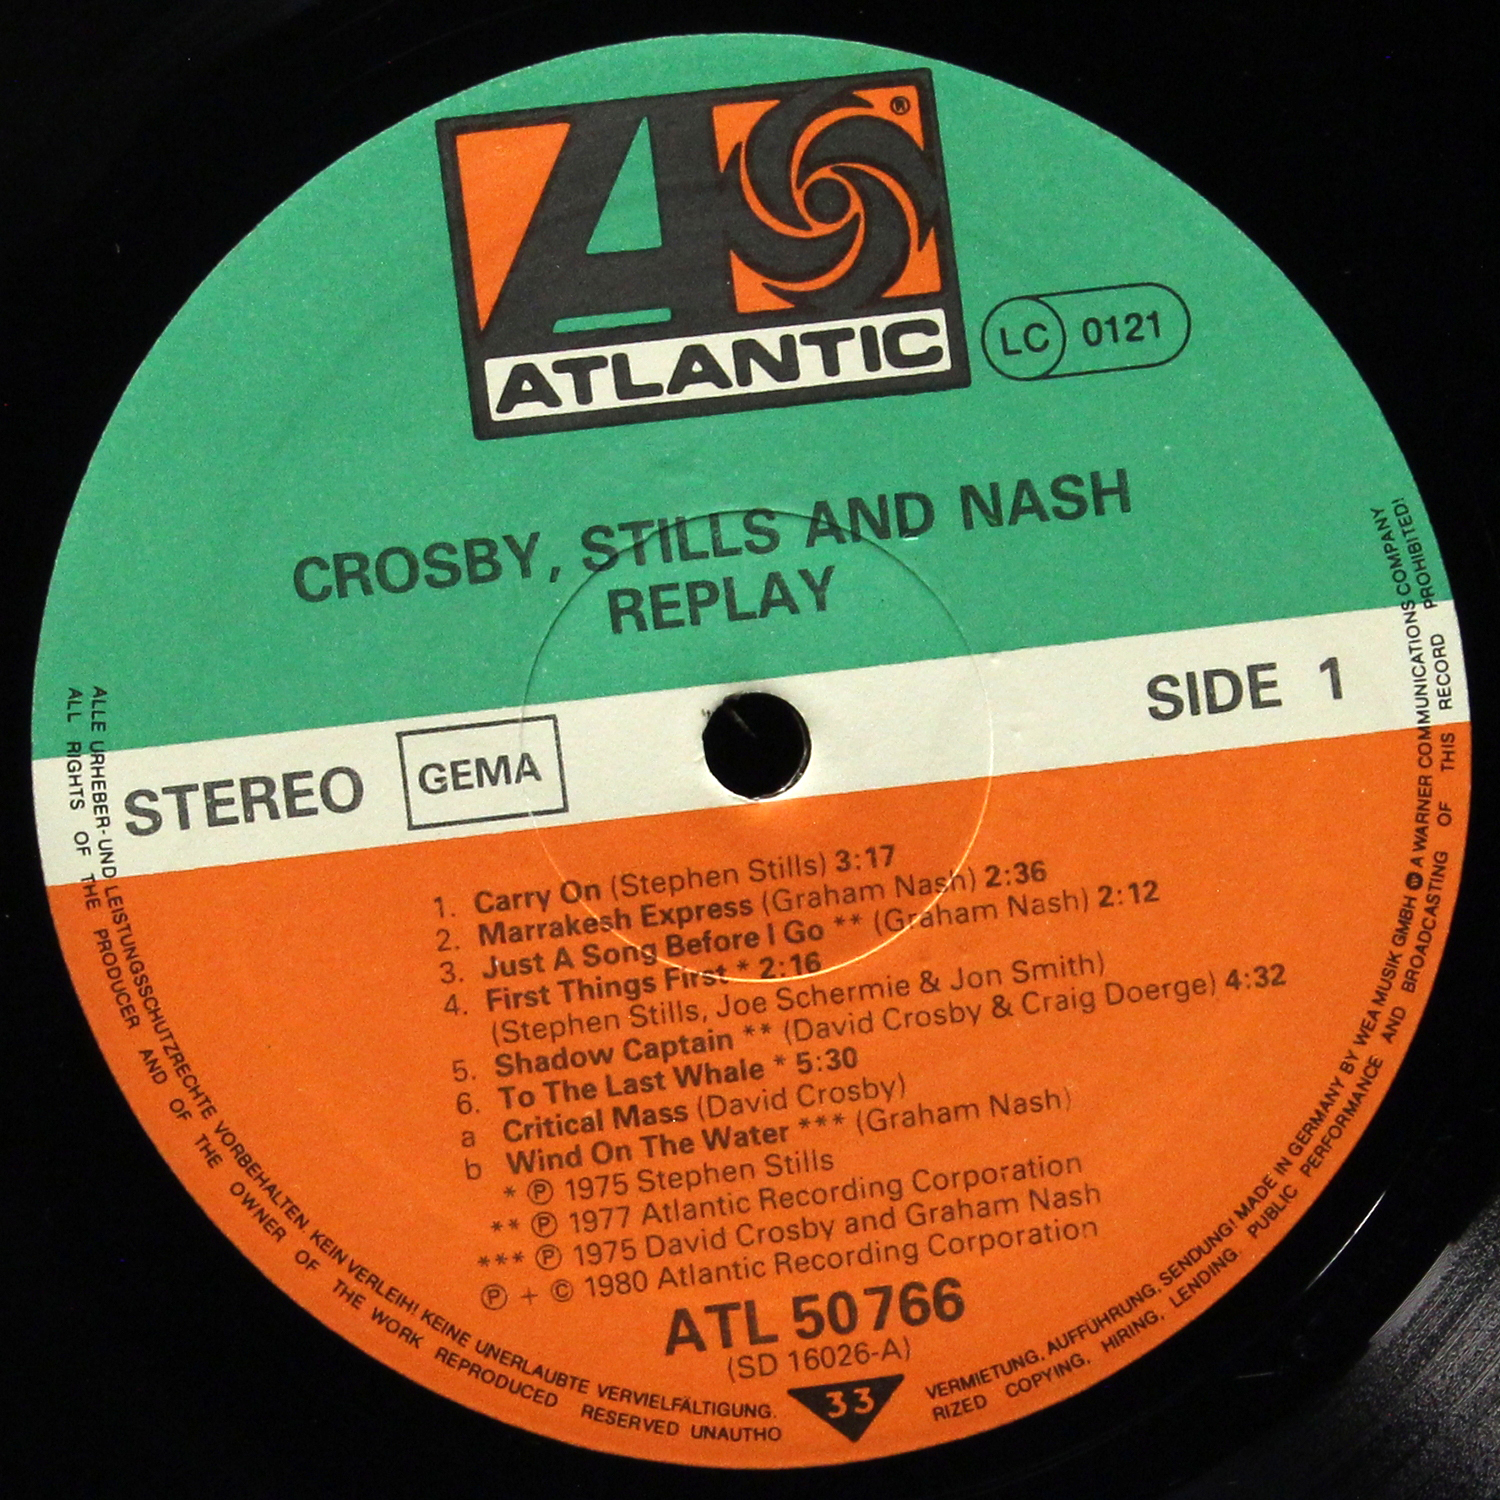 ®
ATLANTIC
LC 0121
CROSBY, STILLS AND NASH
REPLAY
STEREO GEMA SIDE 1
1. Carry On (Stephen Stills) 3:17
2. Marrakesh Express (Graham Nash) 2:36
3. Just A Song Before I Go ** (Graham Nash) 2:12
4. First Things First * 2:16
(Stephen Stills, Joe Schermie & Jon Smith)
5. Shadow Captain ** (David Crosby & Craig Doerge) 4:32
6. To The Last Whale * 5:30
a Critical Mass (David Crosby)
b Wind On The Water *** (Graham Nash)
* ℗ 1975 Stephen Stills
** ℗ 1977 Atlantic Recording Corporation
*** ℗ 1975 David Crosby and Graham Nash
℗ + © 1980 Atlantic Recording Corporation
ATL 50 766
(SD 16026-A)
33
ALLE URHEBER- UND LEISTUNGSSCHUTZRECHTE VORBEHALTEN. KEIN VERLEIH! KEINE UNERLAUBTE VERVIELFÄLTIGUNG. VERMIETUNG, AUFFÜHRUNG, SENDUNG! MADE IN GERMANY BY WEA MUSIK GMBH A WARNER COMMUNICATIONS COMPANY
ALL RIGHTS OF THE PRODUCER AND OF THE OWNER OF THE WORK REPRODUCED RESERVED UNAUTHORIZED COPYING, HIRING, LENDING, PUBLIC PERFORMANCE AND BROADCASTING OF THIS RECORD PROHIBITED!